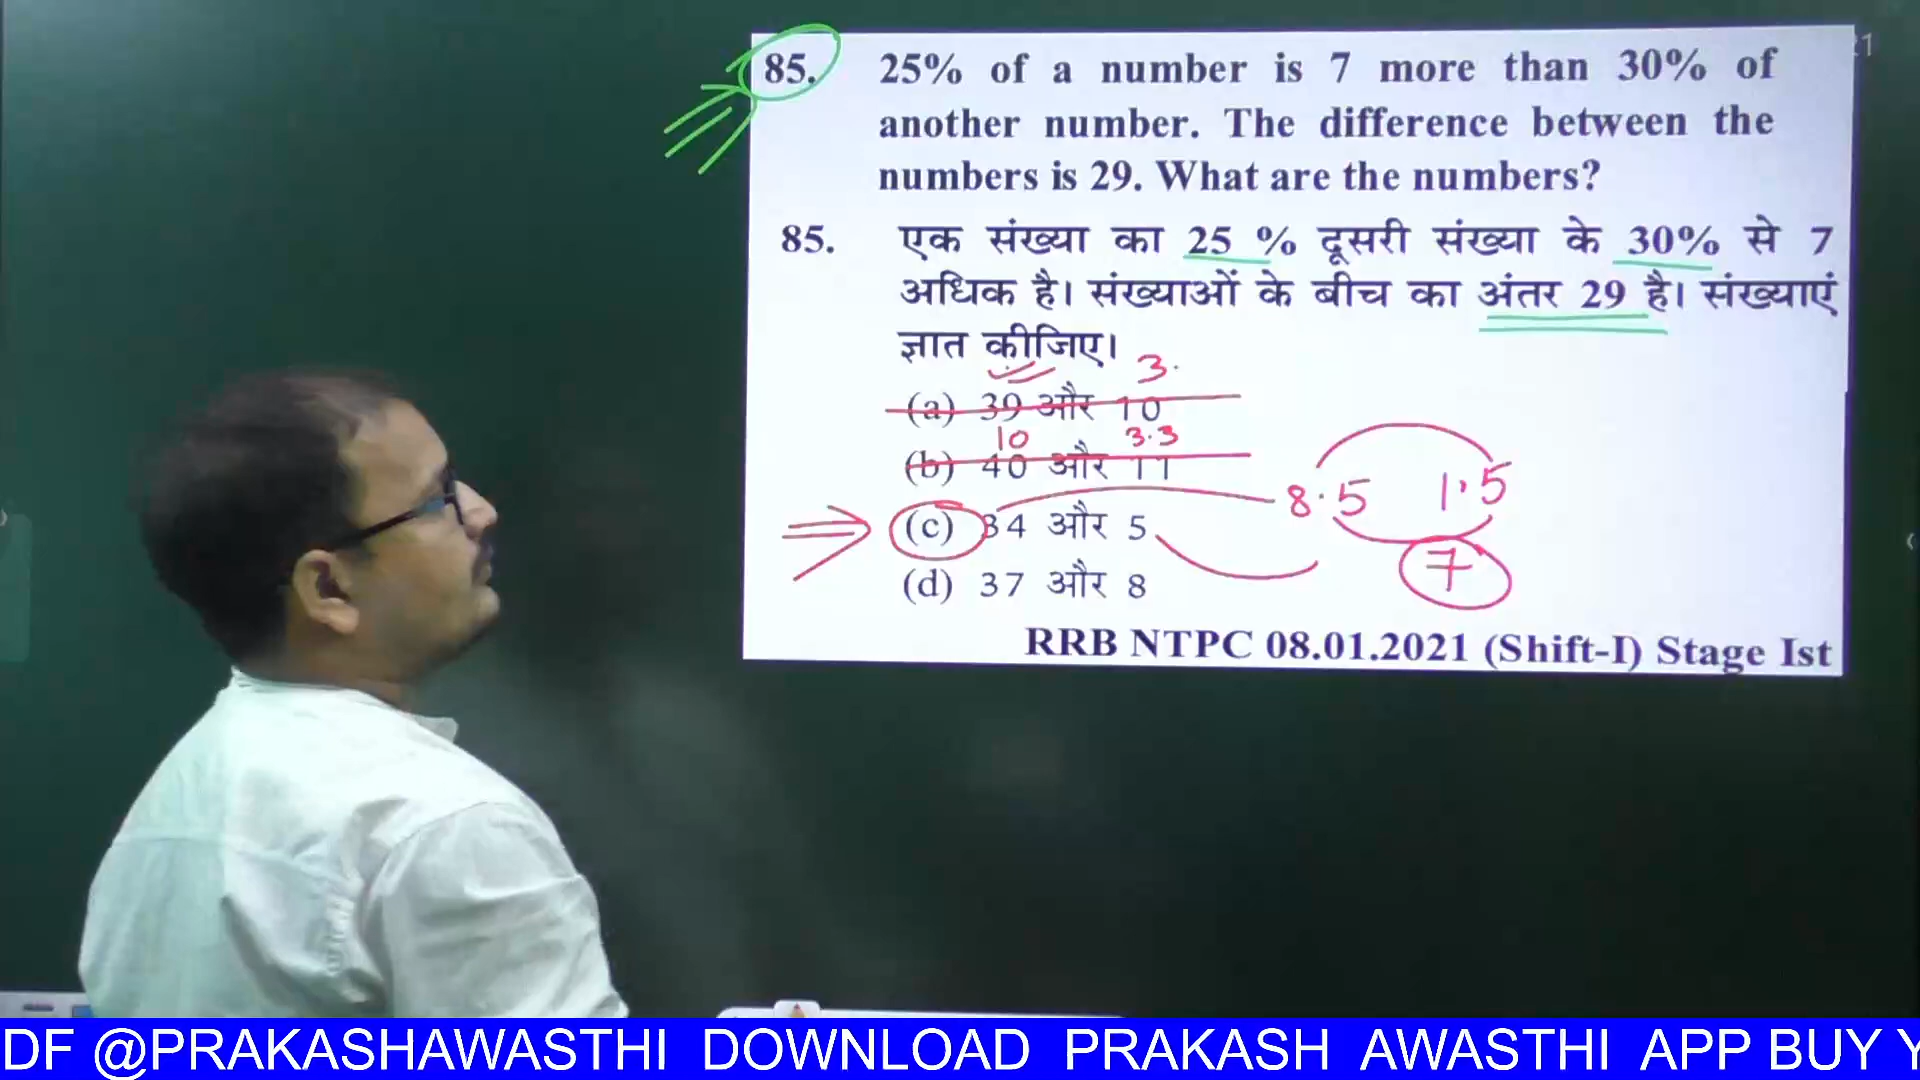 85. 25% of a number is 7 more than 30% of
another number. The difference between the
numbers is 29. What are the numbers?
85. एक संख्या का 25 % दूसरी संख्या के 30% से 7
अधिक है। संख्याओं के बीच का अंतर 29 है। संख्याएं
ज्ञात कीजिए।
3.
(a) 39 और 10
10 3.3
(b) 40 और 11
8.5 1.5
(c) 34 और 5
7
(d) 37 और 8
RRB NTPC 08.01.2021 (Shift-I) Stage Ist
DF @PRAKASHAWASTHI DOWNLOAD PRAKASH AWASTHI APP BUY Y